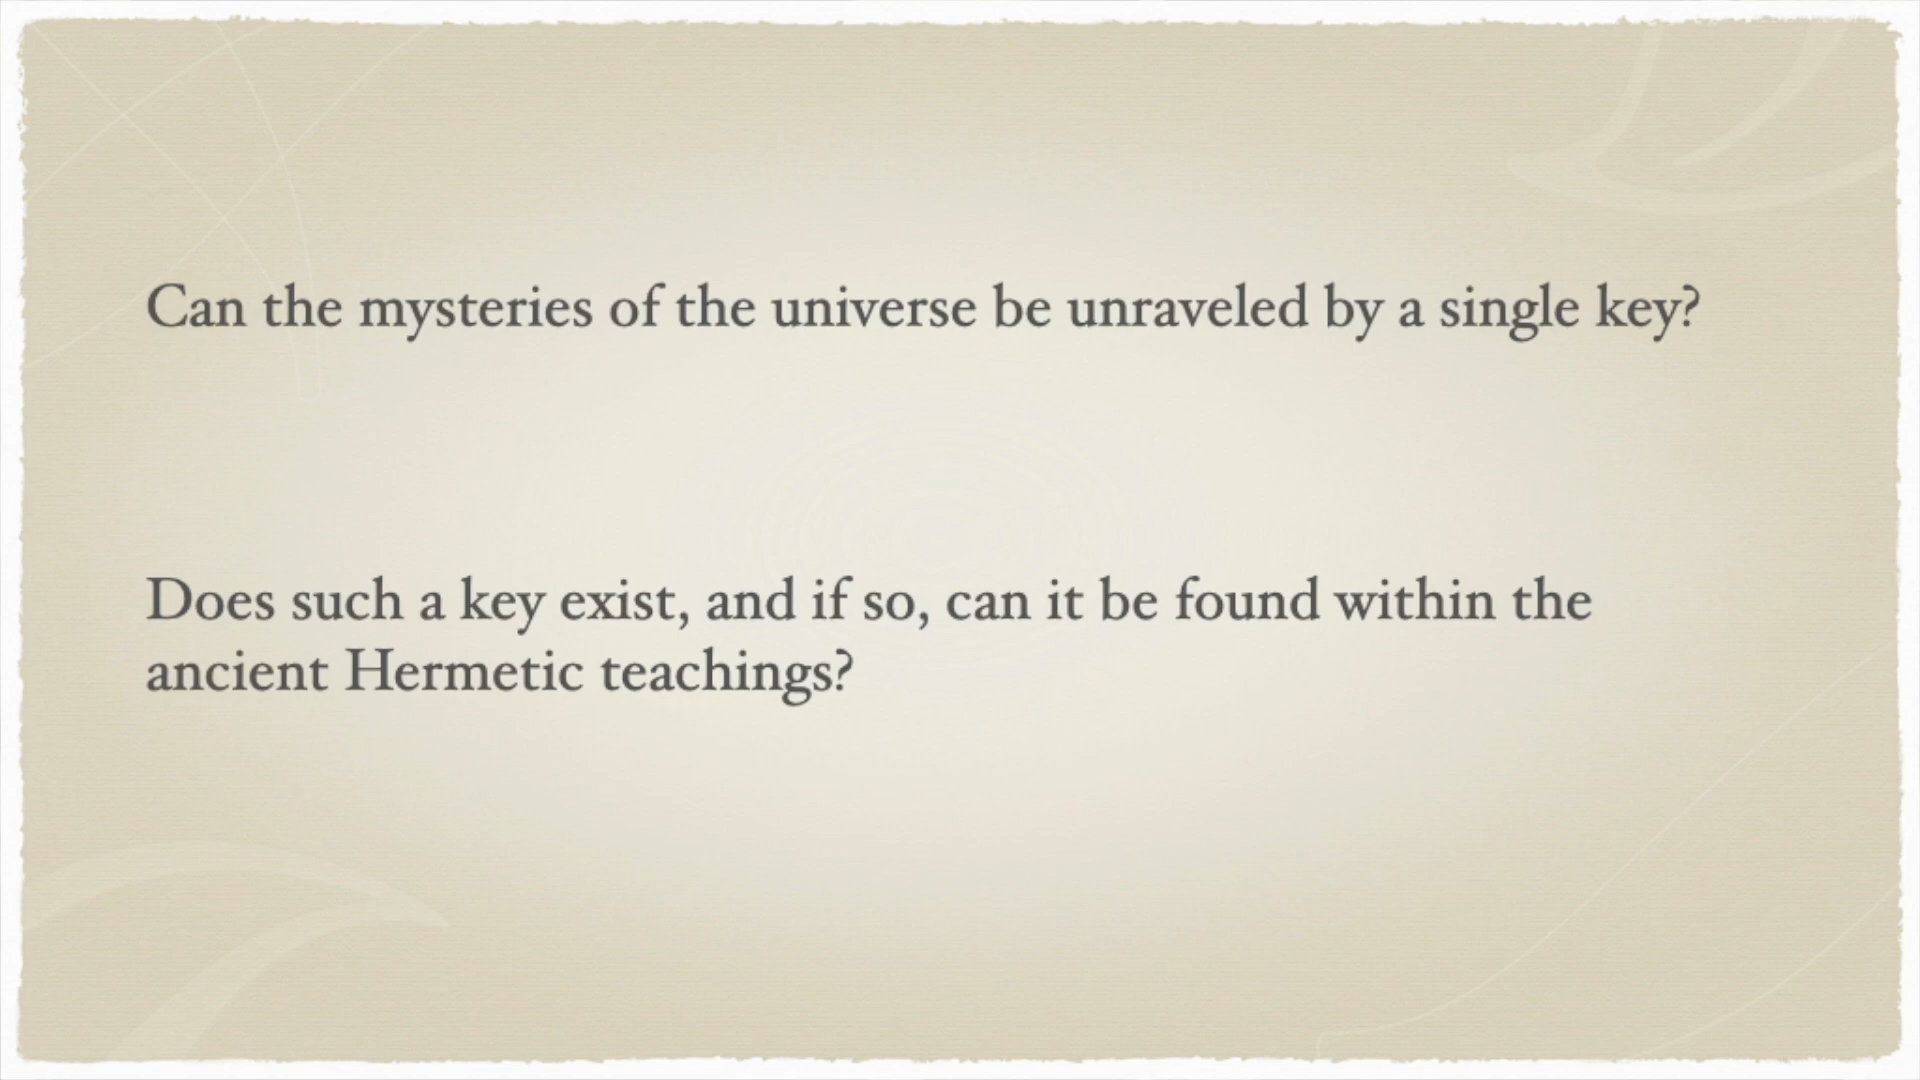 Can the mysteries of the universe be unraveled by a single key?
Does such a key exist, and if so, can it be found within the
ancient Hermetic teachings?